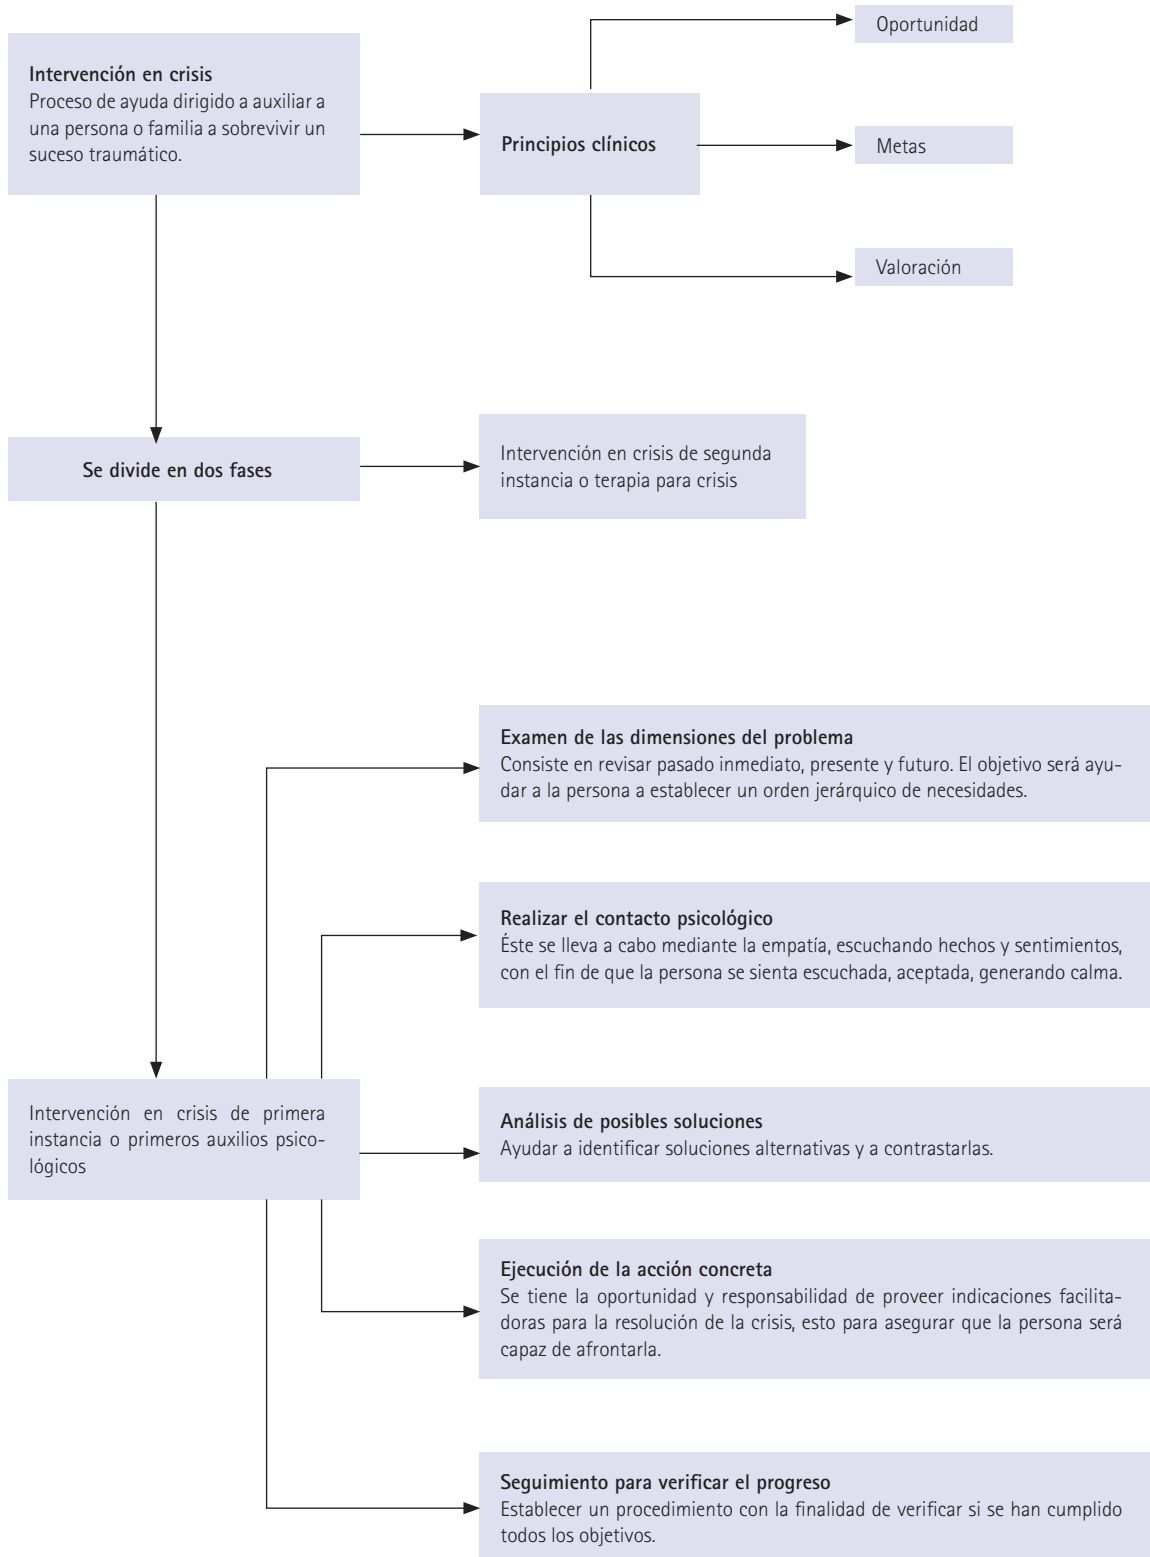 Oportunidad
Intervención en crisis
Proceso de ayuda dirigido a auxiliar a
una persona o familia a sobrevivir un
suceso traumático.
Principios clínicos
Metas
Valoración
Se divide en dos fases
Intervención en crisis de segunda
instancia o terapia para crisis
Examen de las dimensiones del problema
Consiste en revisar pasado inmediato, presente y futuro. El objetivo será ayu-
dar a la persona a establecer un orden jerárquico de necesidades.
Realizar el contacto psicológico
Éste se lleva a cabo mediante la empatía, escuchando hechos y sentimientos,
con el fin de que la persona se sienta escuchada, aceptada, generando calma.
Intervención en crisis de primera
instancia o primeros auxilios psico-
lógicos
Análisis de posibles soluciones
Ayudar a identificar soluciones alternativas y a contrastarlas.
Ejecución de la acción concreta
Se tiene la oportunidad y responsabilidad de proveer indicaciones facilita-
doras para la resolución de la crisis, esto para asegurar que la persona será
capaz de afrontarla.
Seguimiento para verificar el progreso
Establecer un procedimiento con la finalidad de verificar si se han cumplido
todos los objetivos.